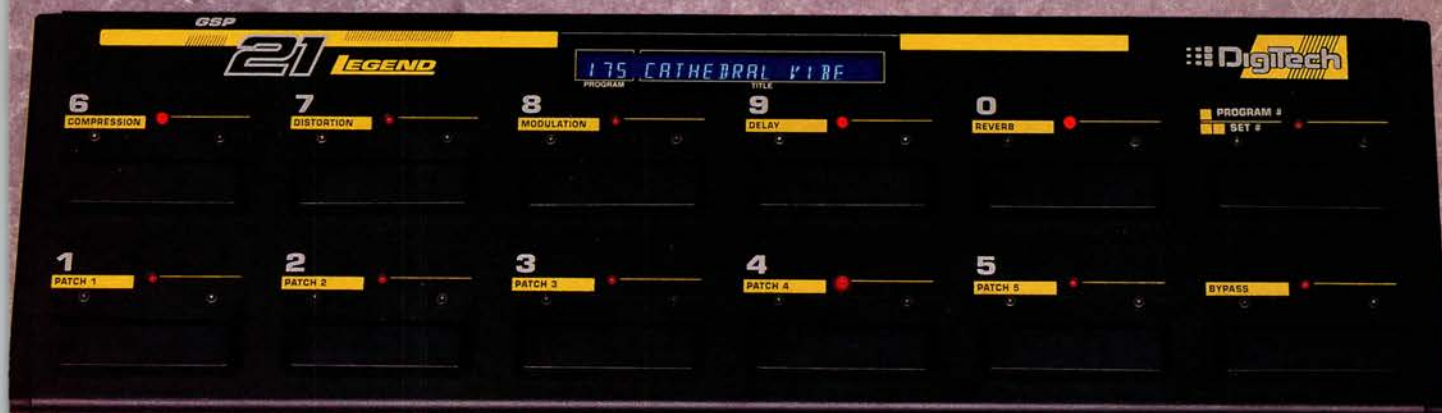 GSP
21 LEGEND
175 CATHEDRAL VIBE
PROGRAM TITLE
DigiTech
6 7 8 9 0
COMPRESSION DISTORTION MODULATION DELAY REVERB
PROGRAM #
SET #
1 2 3 4 5
PATCH 1 PATCH 2 PATCH 3 PATCH 4 PATCH 5 BYPASS